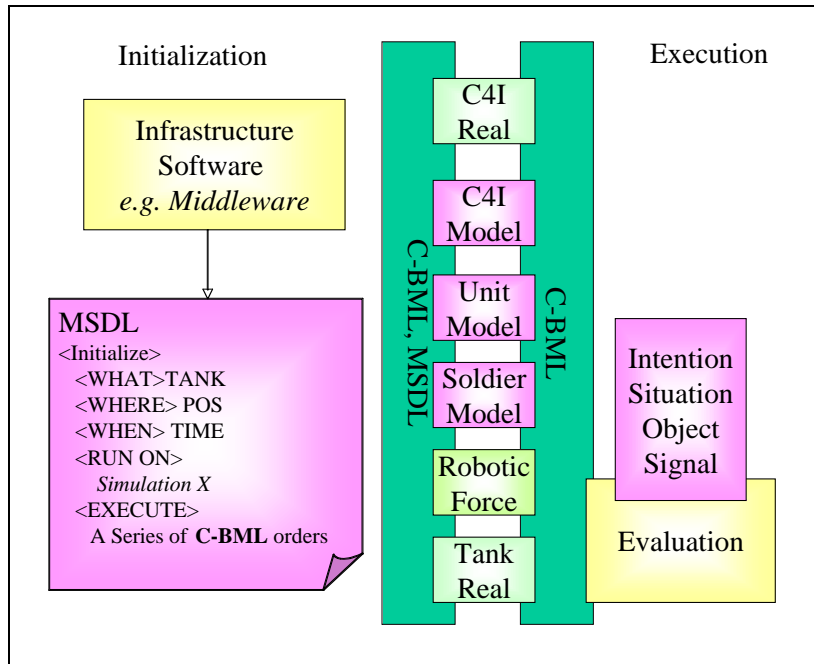 Initialization
Infrastructure
Software
e.g. Middleware
MSDL
<Initialize>
<WHAT>TANK
<WHERE> POS
<WHEN> TIME
<RUN ON>
Simulation X
<EXECUTE>
A Series of C-BML orders
C-BML, MSDL
C4I
Real
C4I
Model
Unit
Model
Soldier
Model
Robotic
Force
Tank
Real
C-BML
Execution
Intention
Situation
Object
Signal
Evaluation